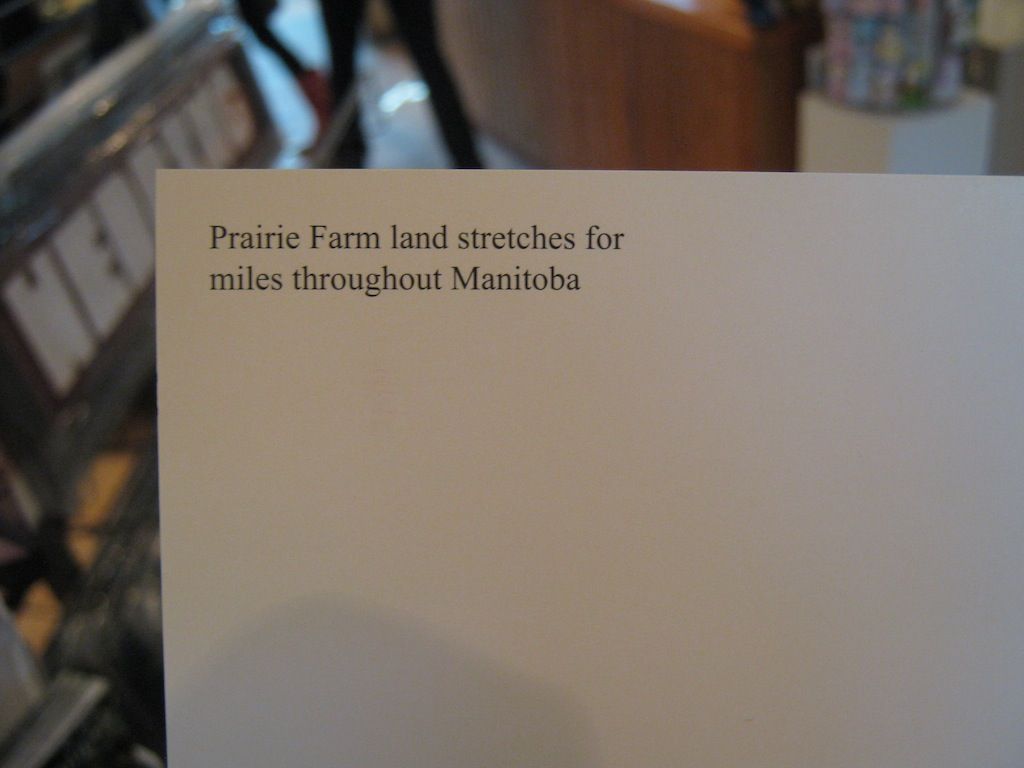 Prairie Farm land stretches for
miles throughout Manitoba